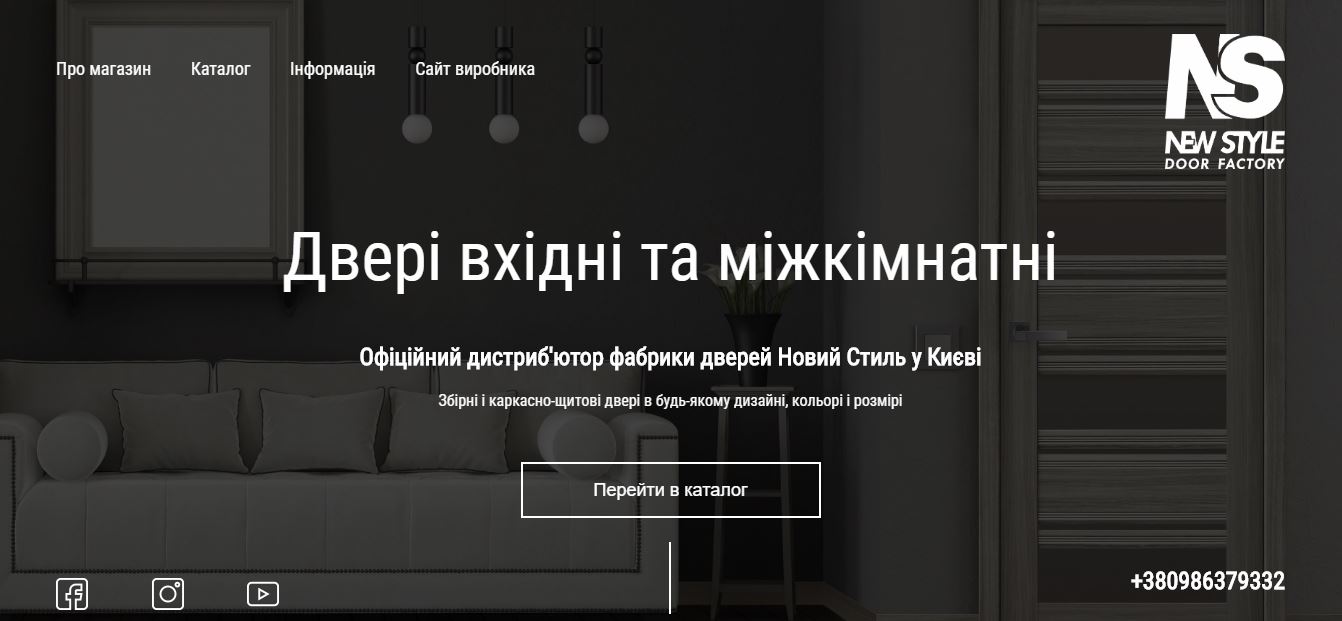 Про магазин Каталог Інформація Сайт виробника
NS
NEW STYLE
DOOR FACTORY
Двері вхідні та міжкімнатні
Офіційний дистриб'ютор фабрики дверей Новий Стиль у Києві
Збірні і каркасно-щитові двері в будь-якому дизайні, кольорі і розмірі
Перейти в каталог
+380986379332